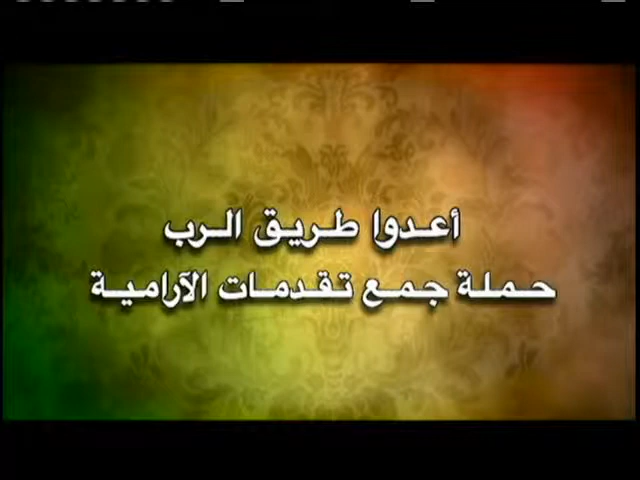 أعدوا طريق الرب
حملة جمع تقدمات الآرامية